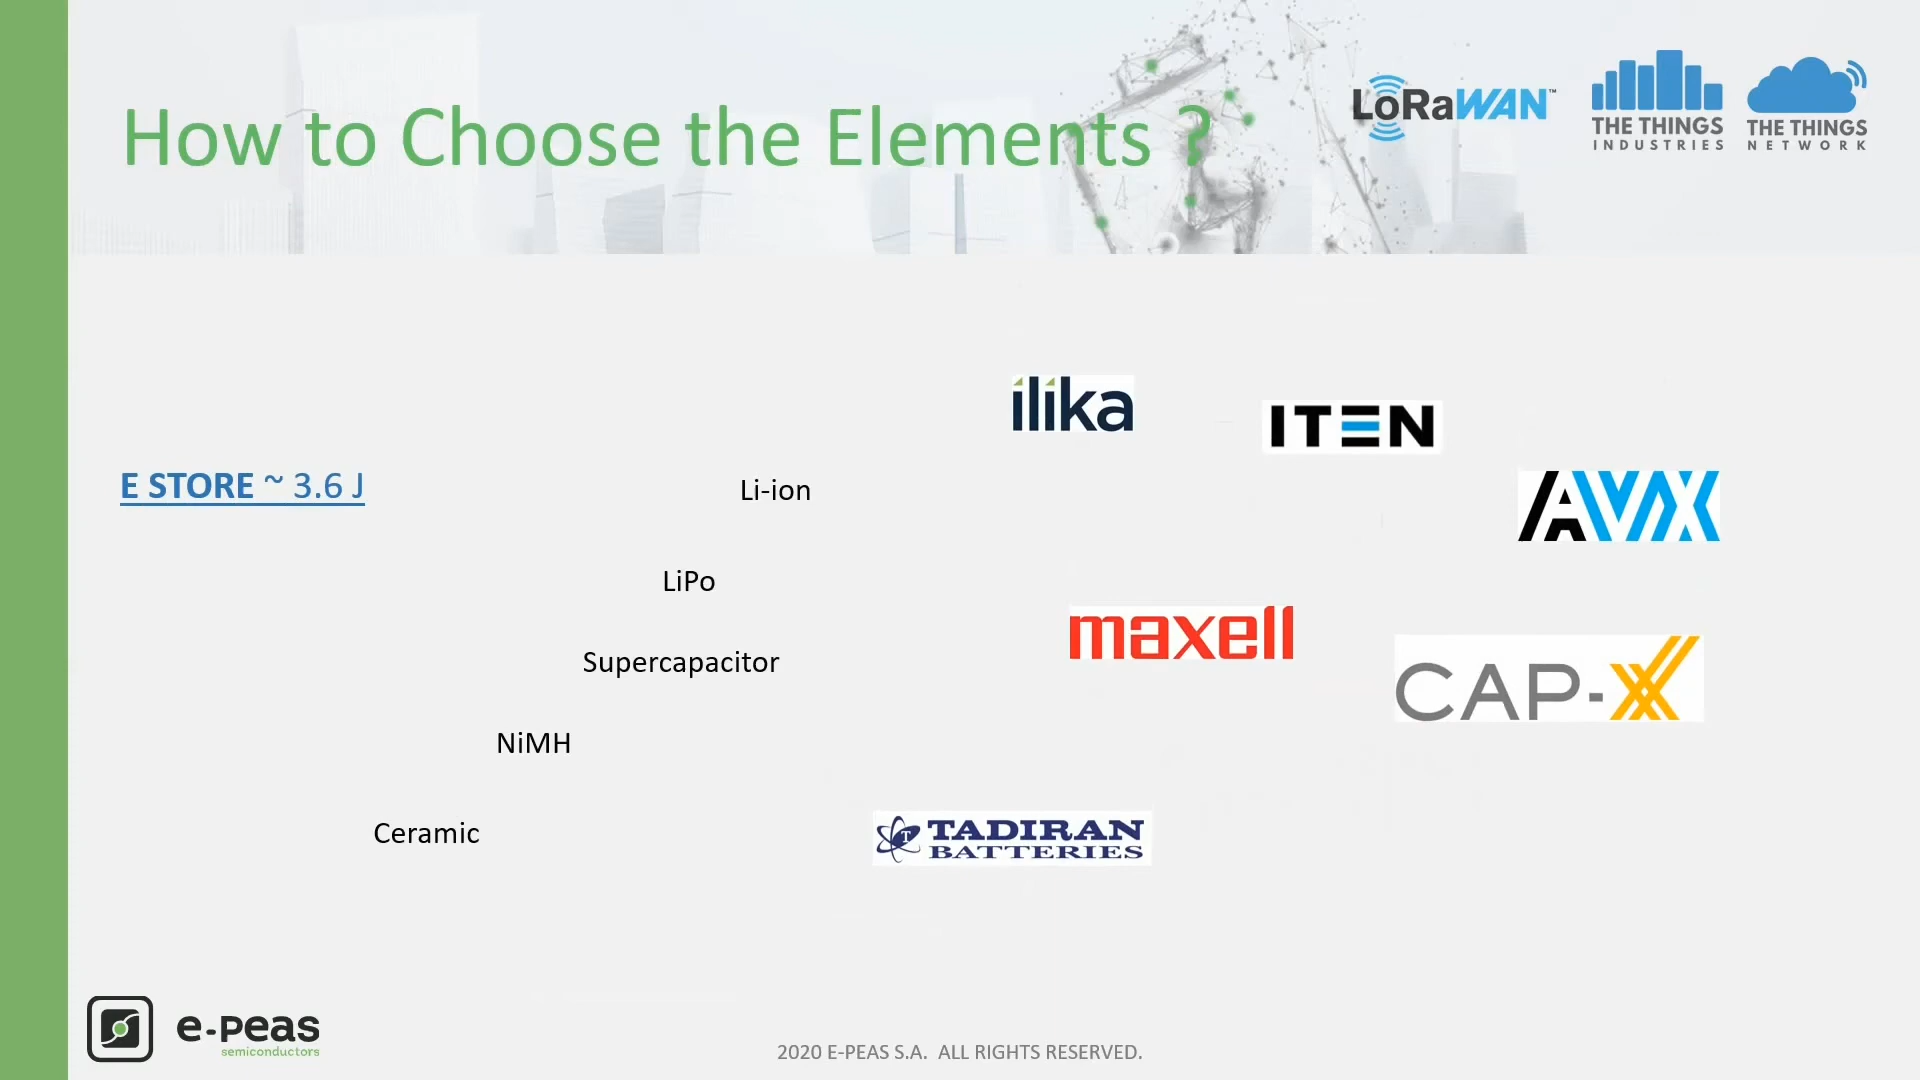 How to Choose the Elements ?
LoRaWAN™
THE THINGS
INDUSTRIES
THE THINGS
NETWORK
ilika
ITEN
E STORE ~ 3.6 J
Li-ion
AVX
LiPo
maxell
Supercapacitor
CAP-XX
NiMH
Ceramic
T
TADIRAN
BATTERIES
e-peas
semiconductors
2020 E-PEAS S.A. ALL RIGHTS RESERVED.